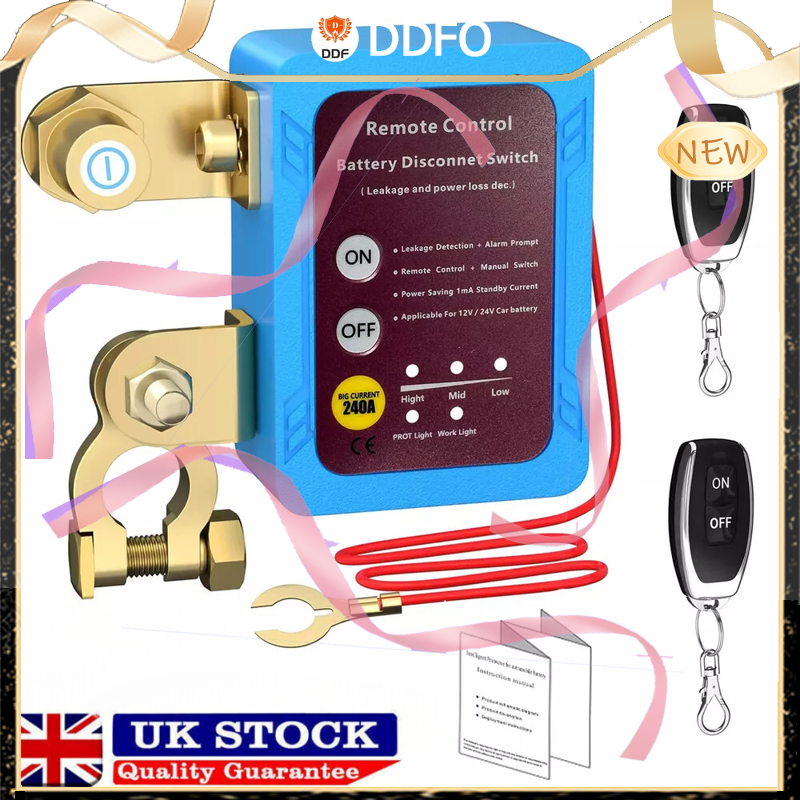 DDF
DDFO
Remote Control
Battery Disconnet Switch
( Leakage and power loss dec.)
ON
OFF
• Leakage Detection + Alarm Prompt
• Remote Control + Manual Switch
• Power Saving 1mA Standby Current
• Applicable For 12V / 24V Car battery
BIG CURRENT
240A
CE
Hight Mid Low
PROT Light Work Light
NEW
OFF
ON
OFF
Instruction manual
UK STOCK
Quality Guarantee